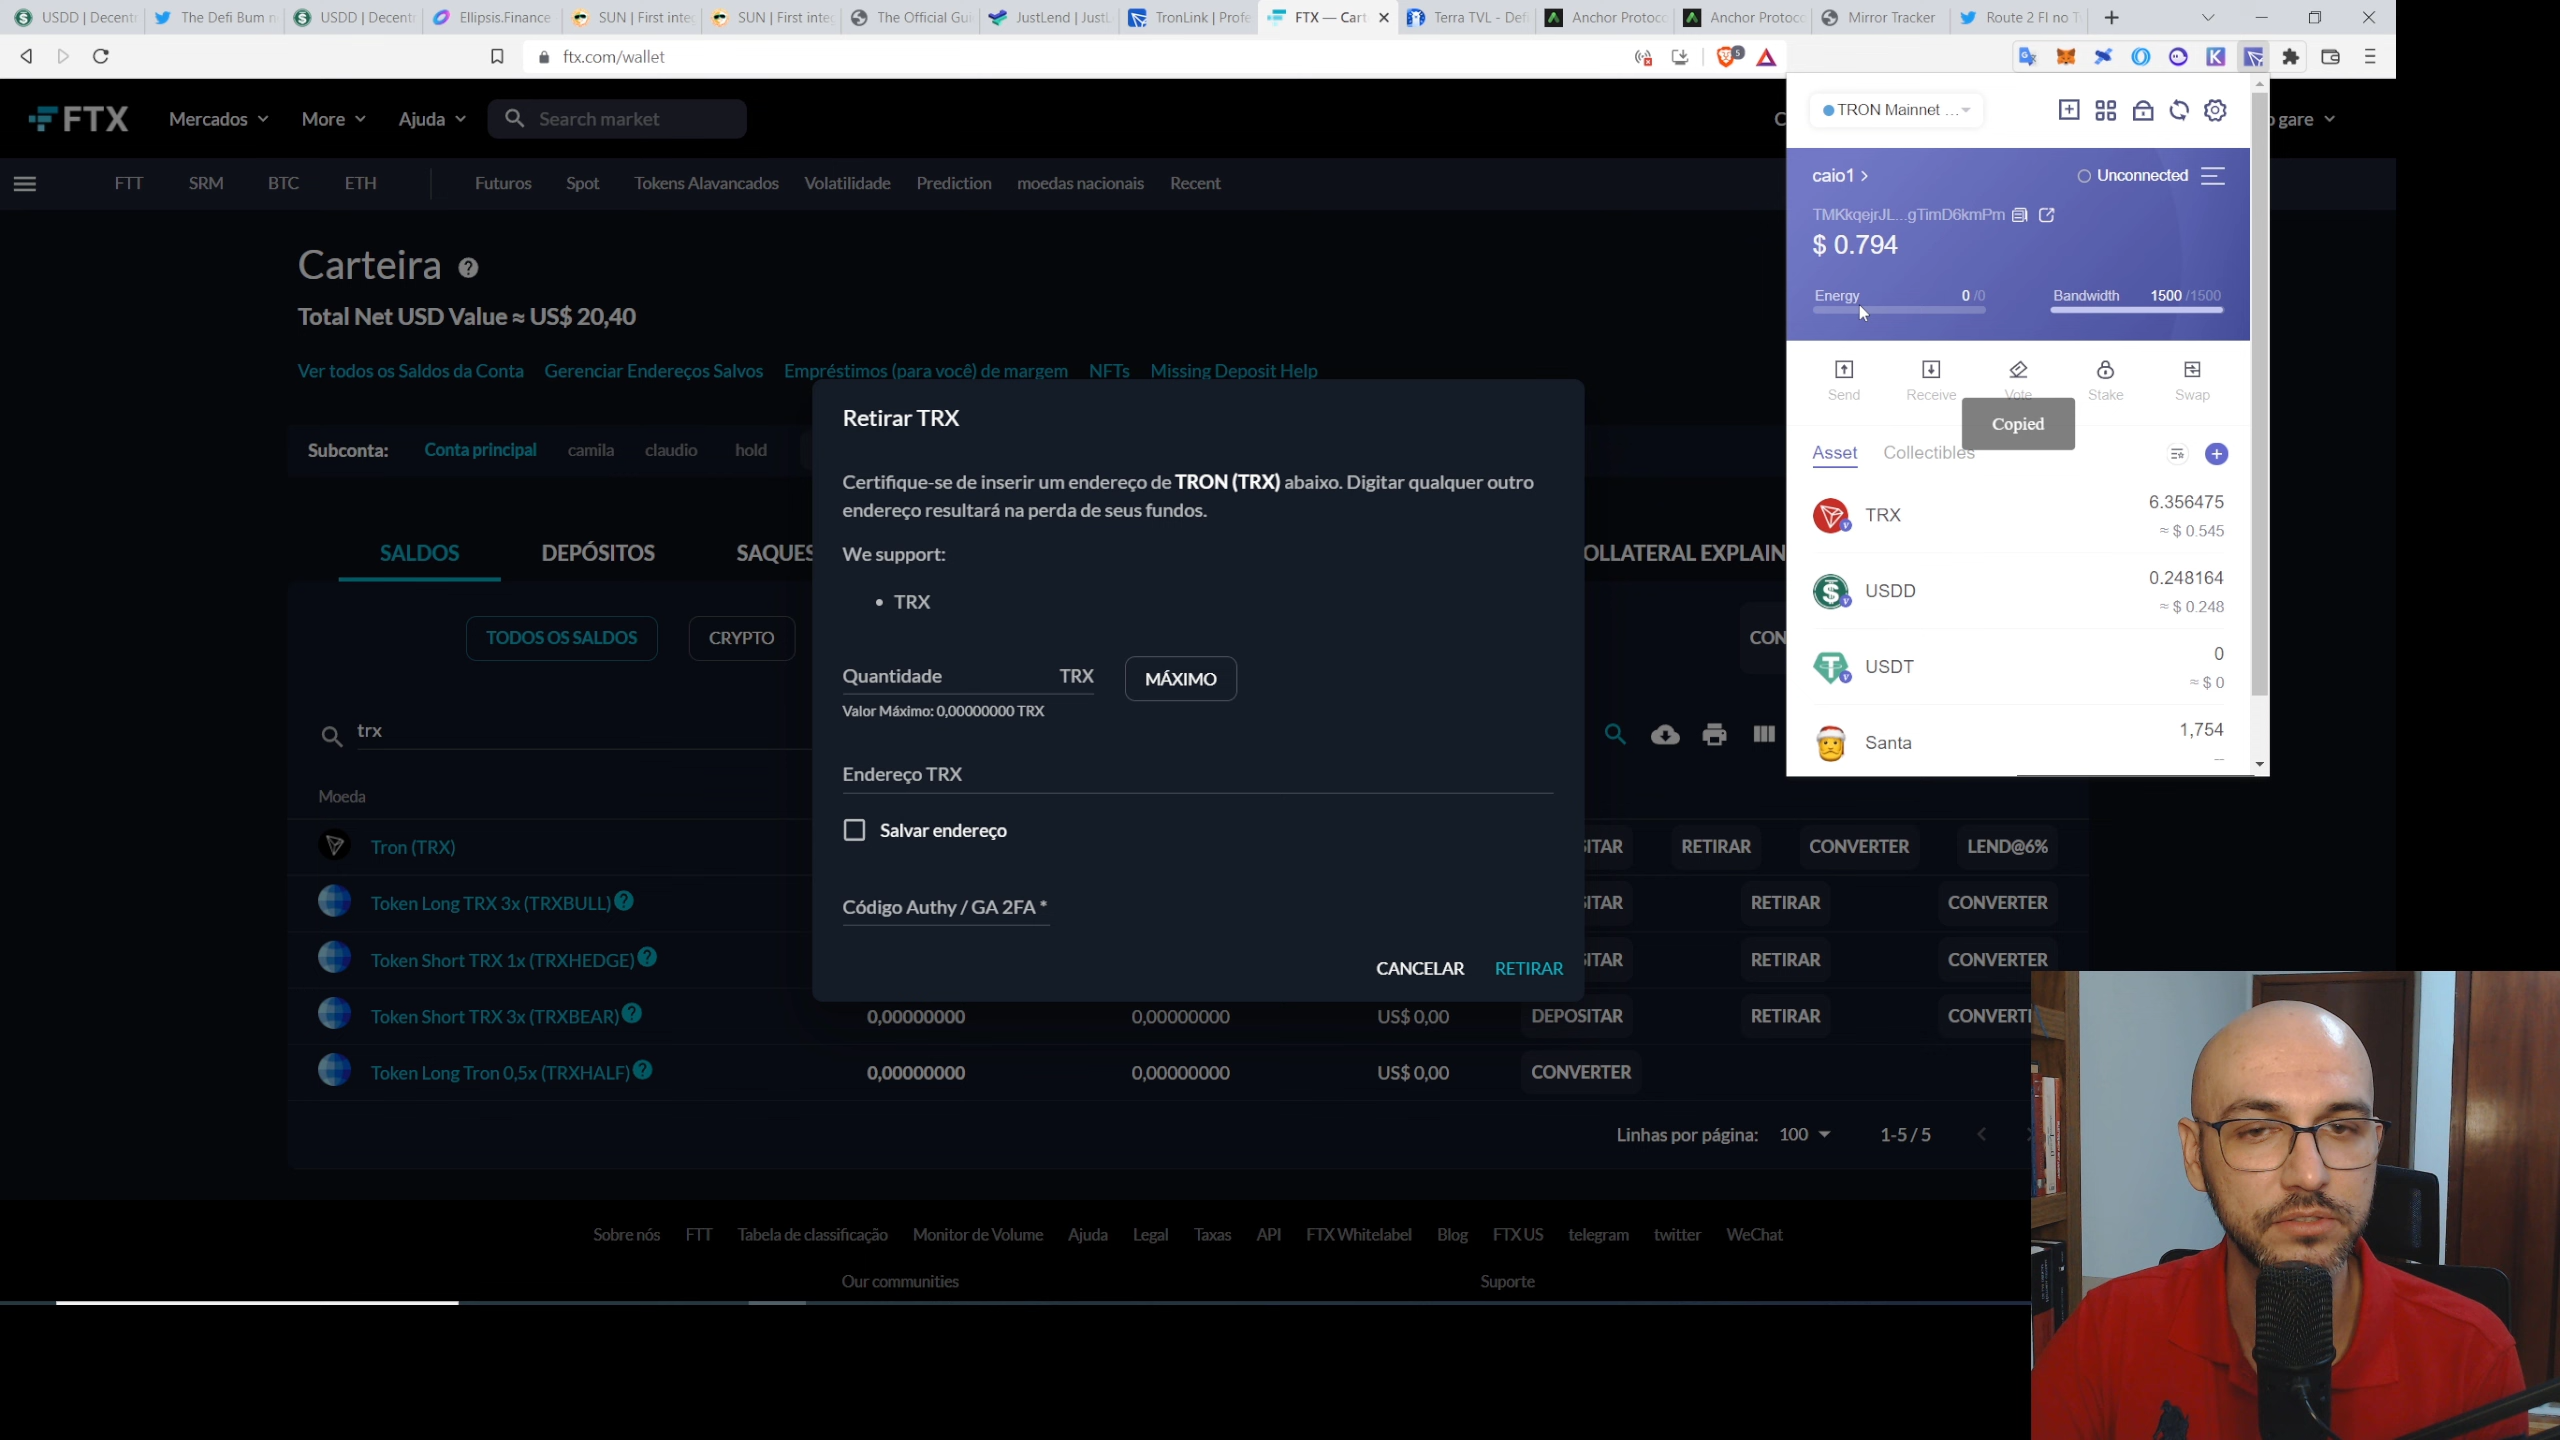 USDD | Decent
The Defi Bum n
USDD | Decent
Ellipsis.Finance
SUN | First inte
SUN | First inte
The Official Gui
JustLend | JustL
TronLink | Profe
FTX — Cart
Terra TVL - Defi
Anchor Protoco
Anchor Protoco
Mirror Tracker
Route 2 FI no T
ftx.com/wallet
5
FTX
Mercados
More
Ajuda
Search market
gare
FTT
SRM
BTC
ETH
Futuros
Spot
Tokens Alavancados
Volatilidade
Prediction
moedas nacionais
Recent
Carteira
Total Net USD Value ≈ US$ 20,40
Ver todos os Saldos da Conta
Gerenciar Endereços Salvos
Empréstimos (para você) de margem
NFTs
Missing Deposit Help
Subconta:
Conta principal
camila
claudio
hold
SALDOS
DEPÓSITOS
SAQUES
OLLATERAL EXPLAIN
TODOS OS SALDOS
CRYPTO
CON
trx
Moeda
Tron (TRX)
ITAR
RETIRAR
CONVERTER
LEND@6%
Token Long TRX 3x (TRXBULL)
ITAR
RETIRAR
CONVERTER
Token Short TRX 1x (TRXHEDGE)
ITAR
RETIRAR
CONVERTER
Token Short TRX 3x (TRXBEAR)
0,00000000
0,00000000
US$ 0,00
DEPOSITAR
RETIRAR
CONVERT
Token Long Tron 0,5x (TRXHALF)
0,00000000
0,00000000
US$ 0,00
CONVERTER
Linhas por página:
100
1-5 / 5
Retirar TRX
Certifique-se de inserir um endereço de TRON (TRX) abaixo. Digitar qualquer outro
endereço resultará na perda de seus fundos.
We support:
• TRX
Quantidade
TRX
MÁXIMO
Valor Máximo: 0,00000000 TRX
Endereço TRX
Salvar endereço
Código Authy / GA 2FA *
CANCELAR
RETIRAR
TRON Mainnet ...
caio1 >
Unconnected
TMKkqejrJL...gTimD6kmPm
$ 0.794
Energy
0 /0
Bandwidth
1500 /1500
Send
Receive
Vote
Stake
Swap
Copied
Asset
Collectibles
TRX
6.356475
≈ $ 0.545
USDD
0.248164
≈ $ 0.248
USDT
0
≈ $ 0
Santa
1,754
--
Sobre nós
FTT
Tabela de classificação
Monitor de Volume
Ajuda
Legal
Taxas
API
FTX Whitelabel
Blog
FTX US
telegram
twitter
WeChat
Our communities
Suporte